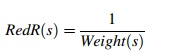 RedR(s) = 1 / Weight(s)